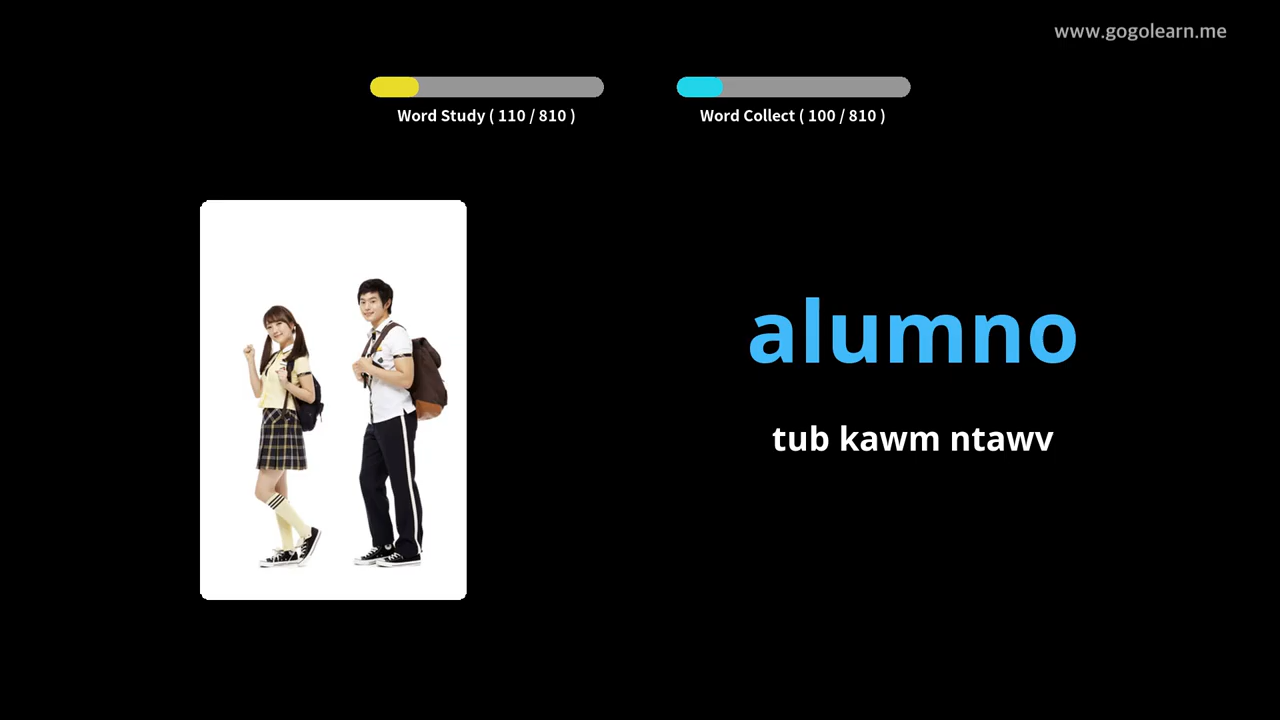 www.gogolearn.me
Word Study ( 110 / 810 )
Word Collect ( 100 / 810 )
alumno
tub kawm ntawv